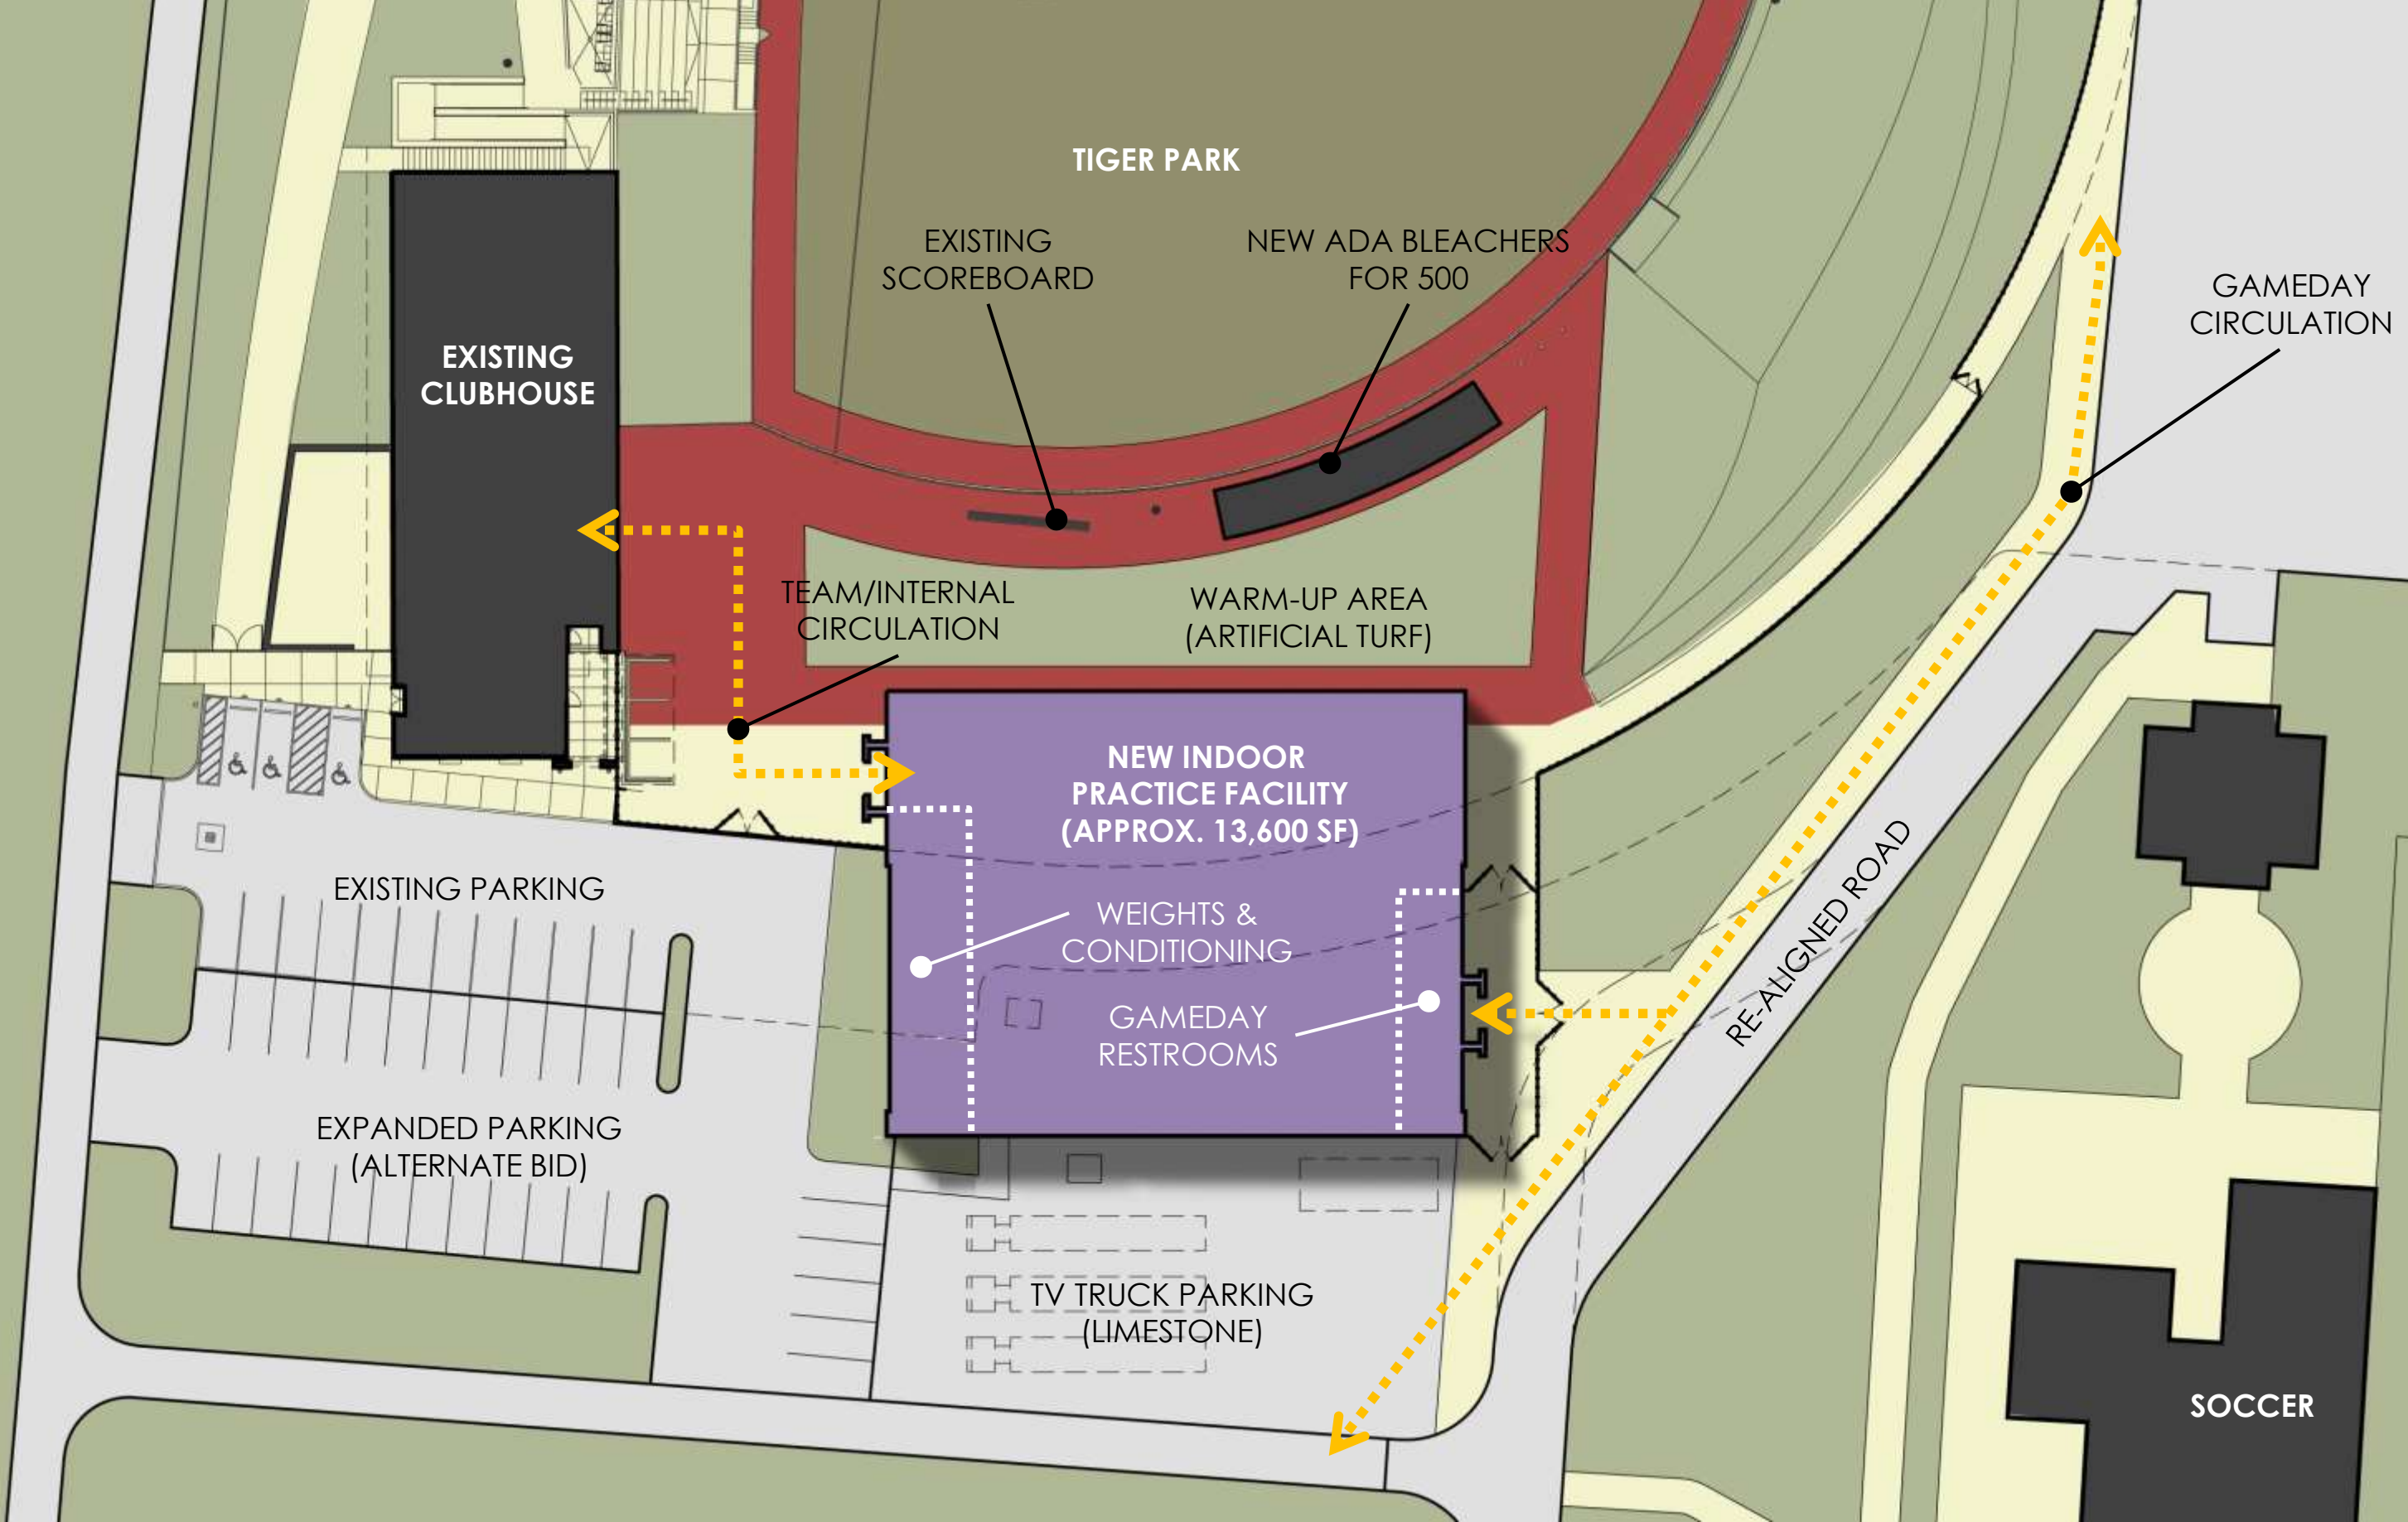 TIGER PARK
EXISTING
SCOREBOARD
NEW ADA BLEACHERS
FOR 500
GAMEDAY
CIRCULATION
EXISTING
CLUBHOUSE
TEAM/INTERNAL
CIRCULATION
WARM-UP AREA
(ARTIFICIAL TURF)
NEW INDOOR
PRACTICE FACILITY
(APPROX. 13,600 SF)
EXISTING PARKING
WEIGHTS &
CONDITIONING
RE-ALIGNED ROAD
GAMEDAY
RESTROOMS
EXPANDED PARKING
(ALTERNATE BID)
TV TRUCK PARKING
(LIMESTONE)
SOCCER